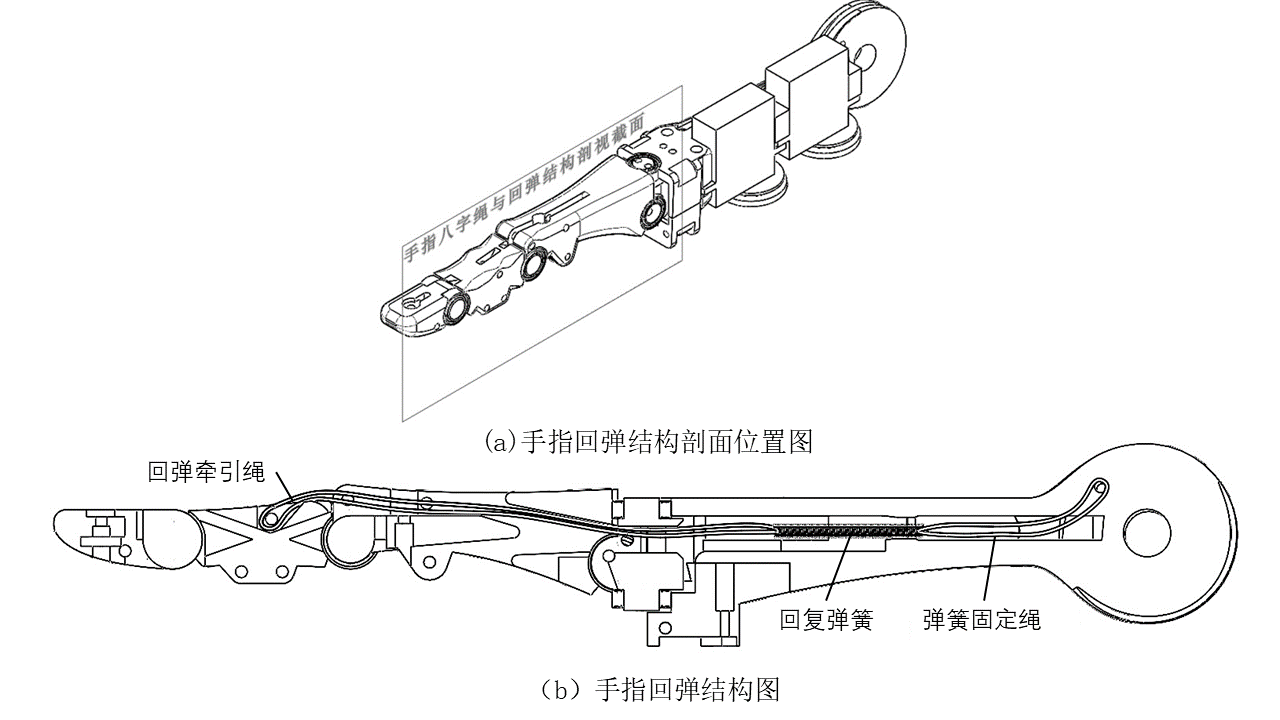 手指八字绳与回弹结构剖视截面
(a)手指回弹结构剖面位置图
回弹牵引绳
回复弹簧
弹簧固定绳
（b）手指回弹结构图